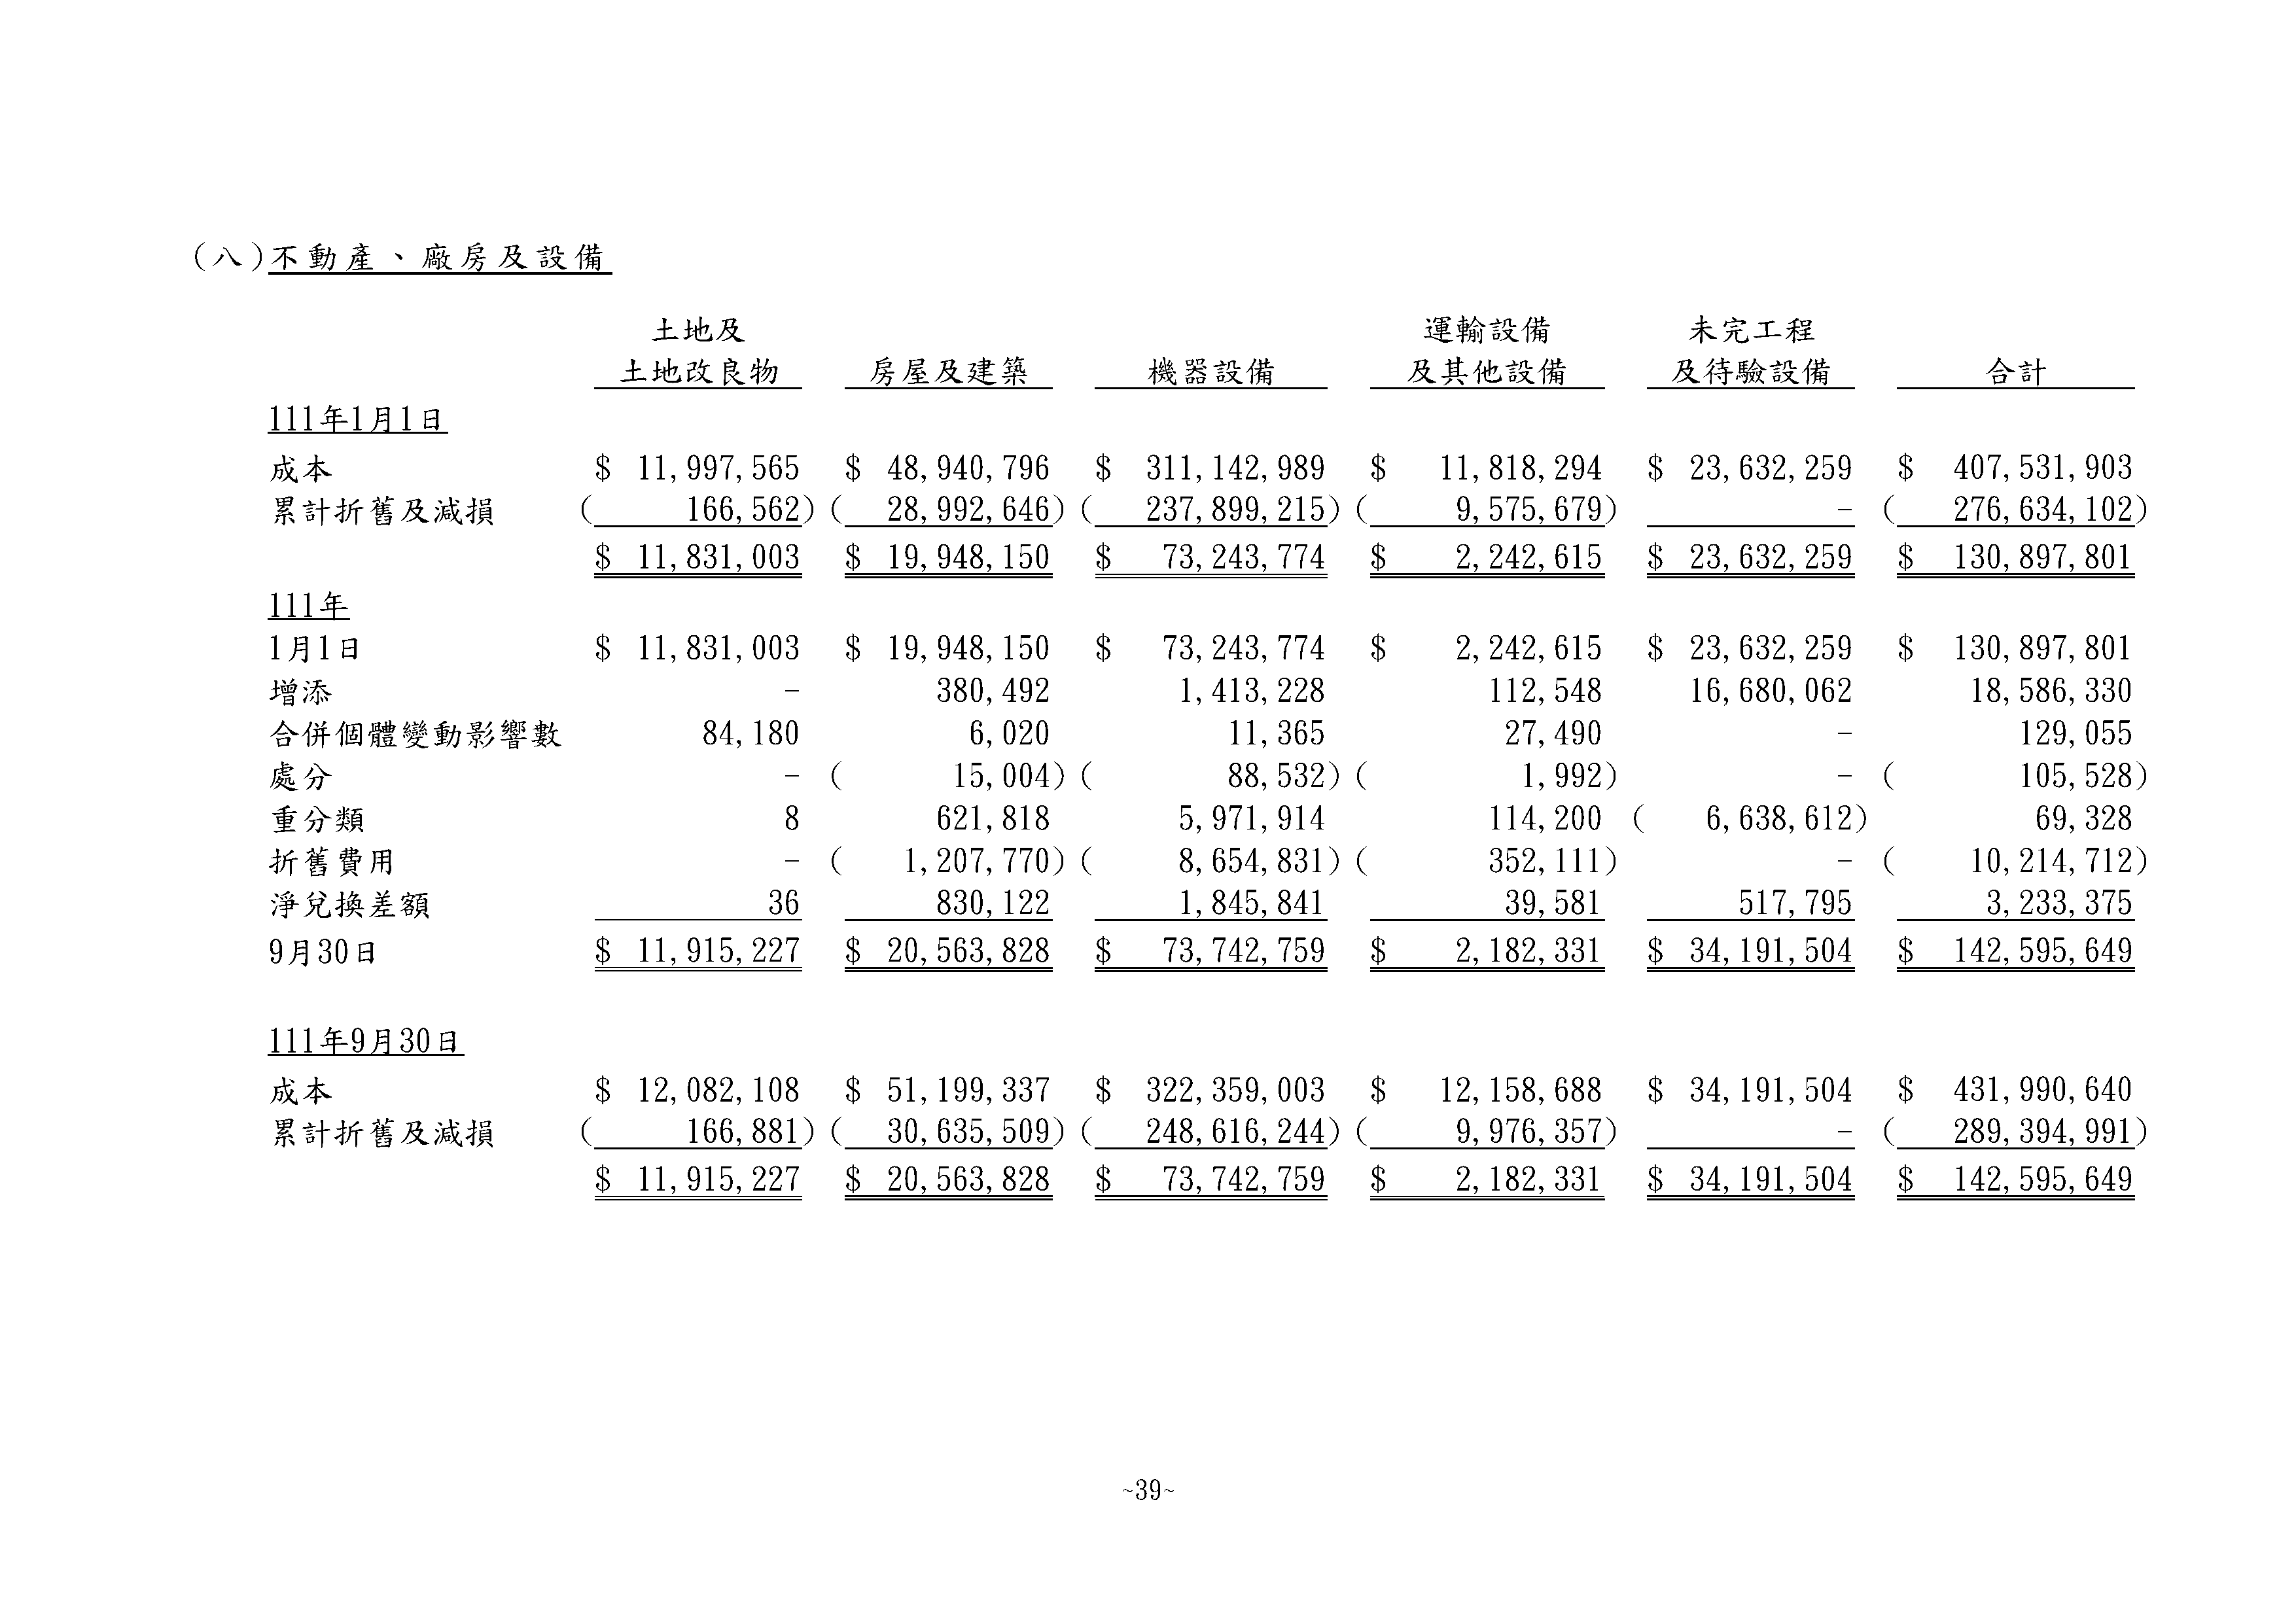 (八)不動產、廠房及設備
土地及 運輸設備 未完工程
土地改良物 房屋及建築 機器設備 及其他設備 及待驗設備 合計
111年1月1日
成本 $ 11,997,565 $ 48,940,796 $ 311,142,989 $ 11,818,294 $ 23,632,259 $ 407,531,903
累計折舊及減損 ( 166,562) ( 28,992,646) ( 237,899,215) ( 9,575,679) - ( 276,634,102)
$ 11,831,003 $ 19,948,150 $ 73,243,774 $ 2,242,615 $ 23,632,259 $ 130,897,801
111年
1月1日 $ 11,831,003 $ 19,948,150 $ 73,243,774 $ 2,242,615 $ 23,632,259 $ 130,897,801
增添 - 380,492 1,413,228 112,548 16,680,062 18,586,330
合併個體變動影響數 84,180 6,020 11,365 27,490 - 129,055
處分 - ( 15,004) ( 88,532) ( 1,992) - ( 105,528)
重分類 8 621,818 5,971,914 114,200 ( 6,638,612) 69,328
折舊費用 - ( 1,207,770) ( 8,654,831) ( 352,111) - ( 10,214,712)
淨兌換差額 36 830,122 1,845,841 39,581 517,795 3,233,375
9月30日 $ 11,915,227 $ 20,563,828 $ 73,742,759 $ 2,182,331 $ 34,191,504 $ 142,595,649
111年9月30日
成本 $ 12,082,108 $ 51,199,337 $ 322,359,003 $ 12,158,688 $ 34,191,504 $ 431,990,640
累計折舊及減損 ( 166,881) ( 30,635,509) ( 248,616,244) ( 9,976,357) - ( 289,394,991)
$ 11,915,227 $ 20,563,828 $ 73,742,759 $ 2,182,331 $ 34,191,504 $ 142,595,649
~39~